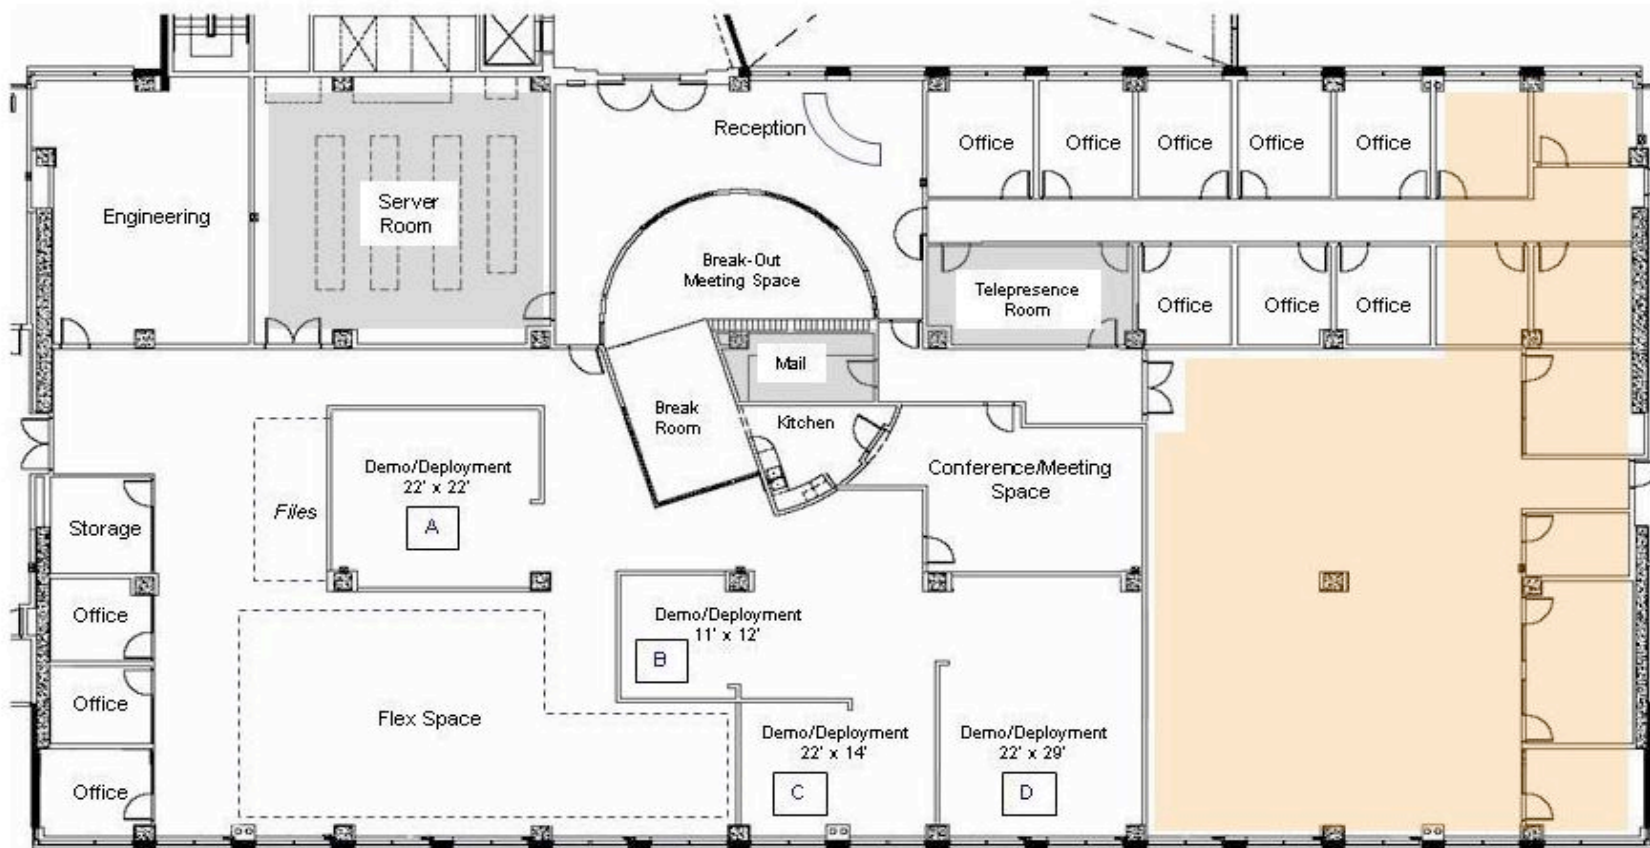 Reception
Office
Office
Office
Office
Office
Engineering
Server
Room
Break-Out
Meeting Space
Telepresence
Room
Office
Office
Office
Mail
Break
Room
Kitchen
Demo/Deployment
22' x 22'
A
Files
Conference/Meeting
Space
Storage
Office
Demo/Deployment
11' x 12'
B
Office
Flex Space
Demo/Deployment
22' x 14'
C
Demo/Deployment
22' x 29'
D
Office